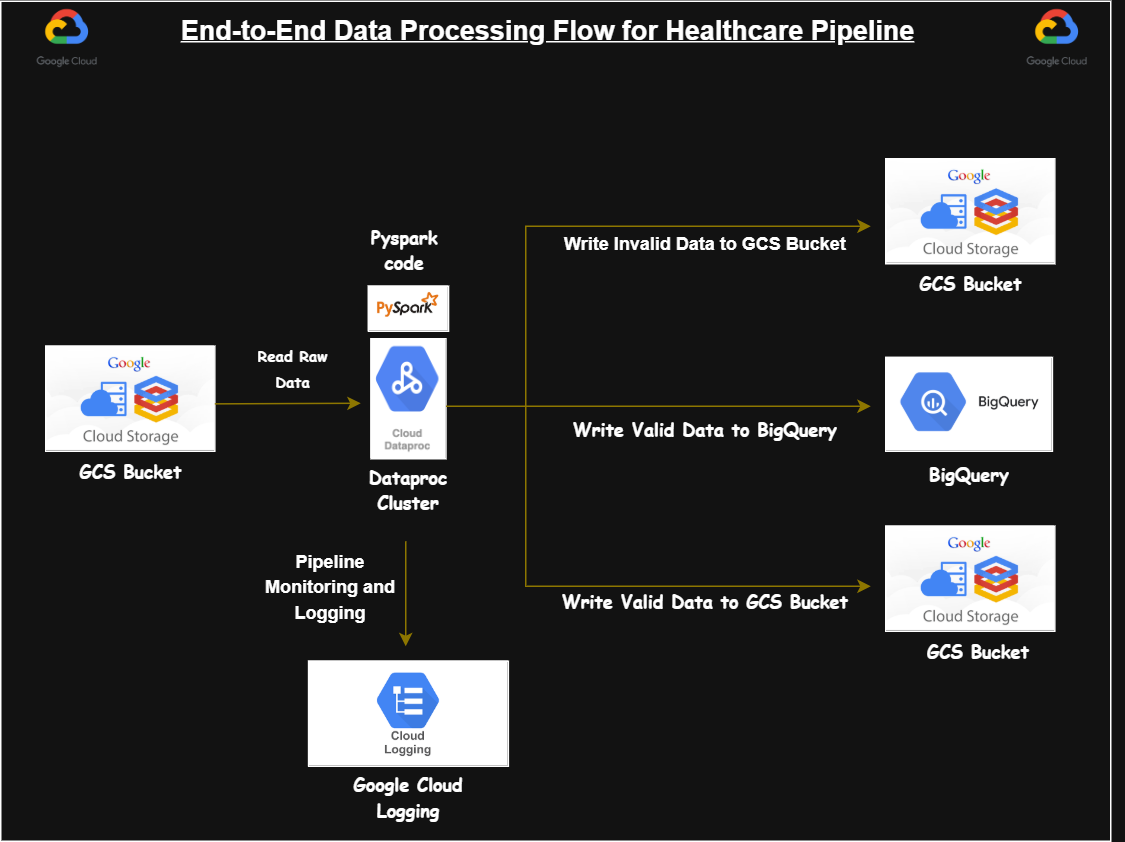 End-to-End Data Processing Flow for Healthcare Pipeline
Google Cloud
Google Cloud
Google
Cloud Storage
GCS Bucket
Read Raw
Data
Pyspark
code
PySpark
Cloud
Dataproc
Dataproc
Cluster
Write Invalid Data to GCS Bucket
Google
Cloud Storage
GCS Bucket
Write Valid Data to BigQuery
BigQuery
BigQuery
Write Valid Data to GCS Bucket
Google
Cloud Storage
GCS Bucket
Pipeline
Monitoring and
Logging
Cloud
Logging
Google Cloud
Logging